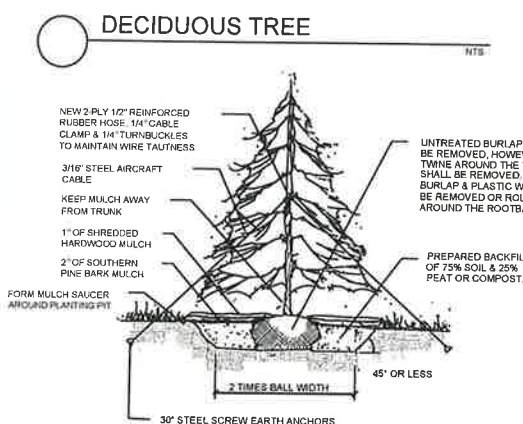 DECIDUOUS TREE
NTS
NEW 2-PLY 1/2" REINFORCED
RUBBER HOSE, 1/4" CABLE
CLAMP & 1/4" TURNBUCKLES
TO MAINTAIN WIRE TAUTNESS
3/16" STEEL AIRCRAFT
CABLE
KEEP MULCH AWAY
FROM TRUNK
1" OF SHREDDED
HARDWOOD MULCH
2" OF SOUTHERN
PINE BARK MULCH
FORM MULCH SAUCER
AROUND PLANTING PIT
UNTREATED BURLAP
BE REMOVED, HOWE
TWINE AROUND THE
SHALL BE REMOVED.
BURLAP & PLASTIC W
BE REMOVED OR ROL
AROUND THE ROOTB
PREPARED BACKFIL
OF 75% SOIL & 25%
PEAT OR COMPOST.
45° OR LESS
2 TIMES BALL WIDTH
30" STEEL SCREW EARTH ANCHORS